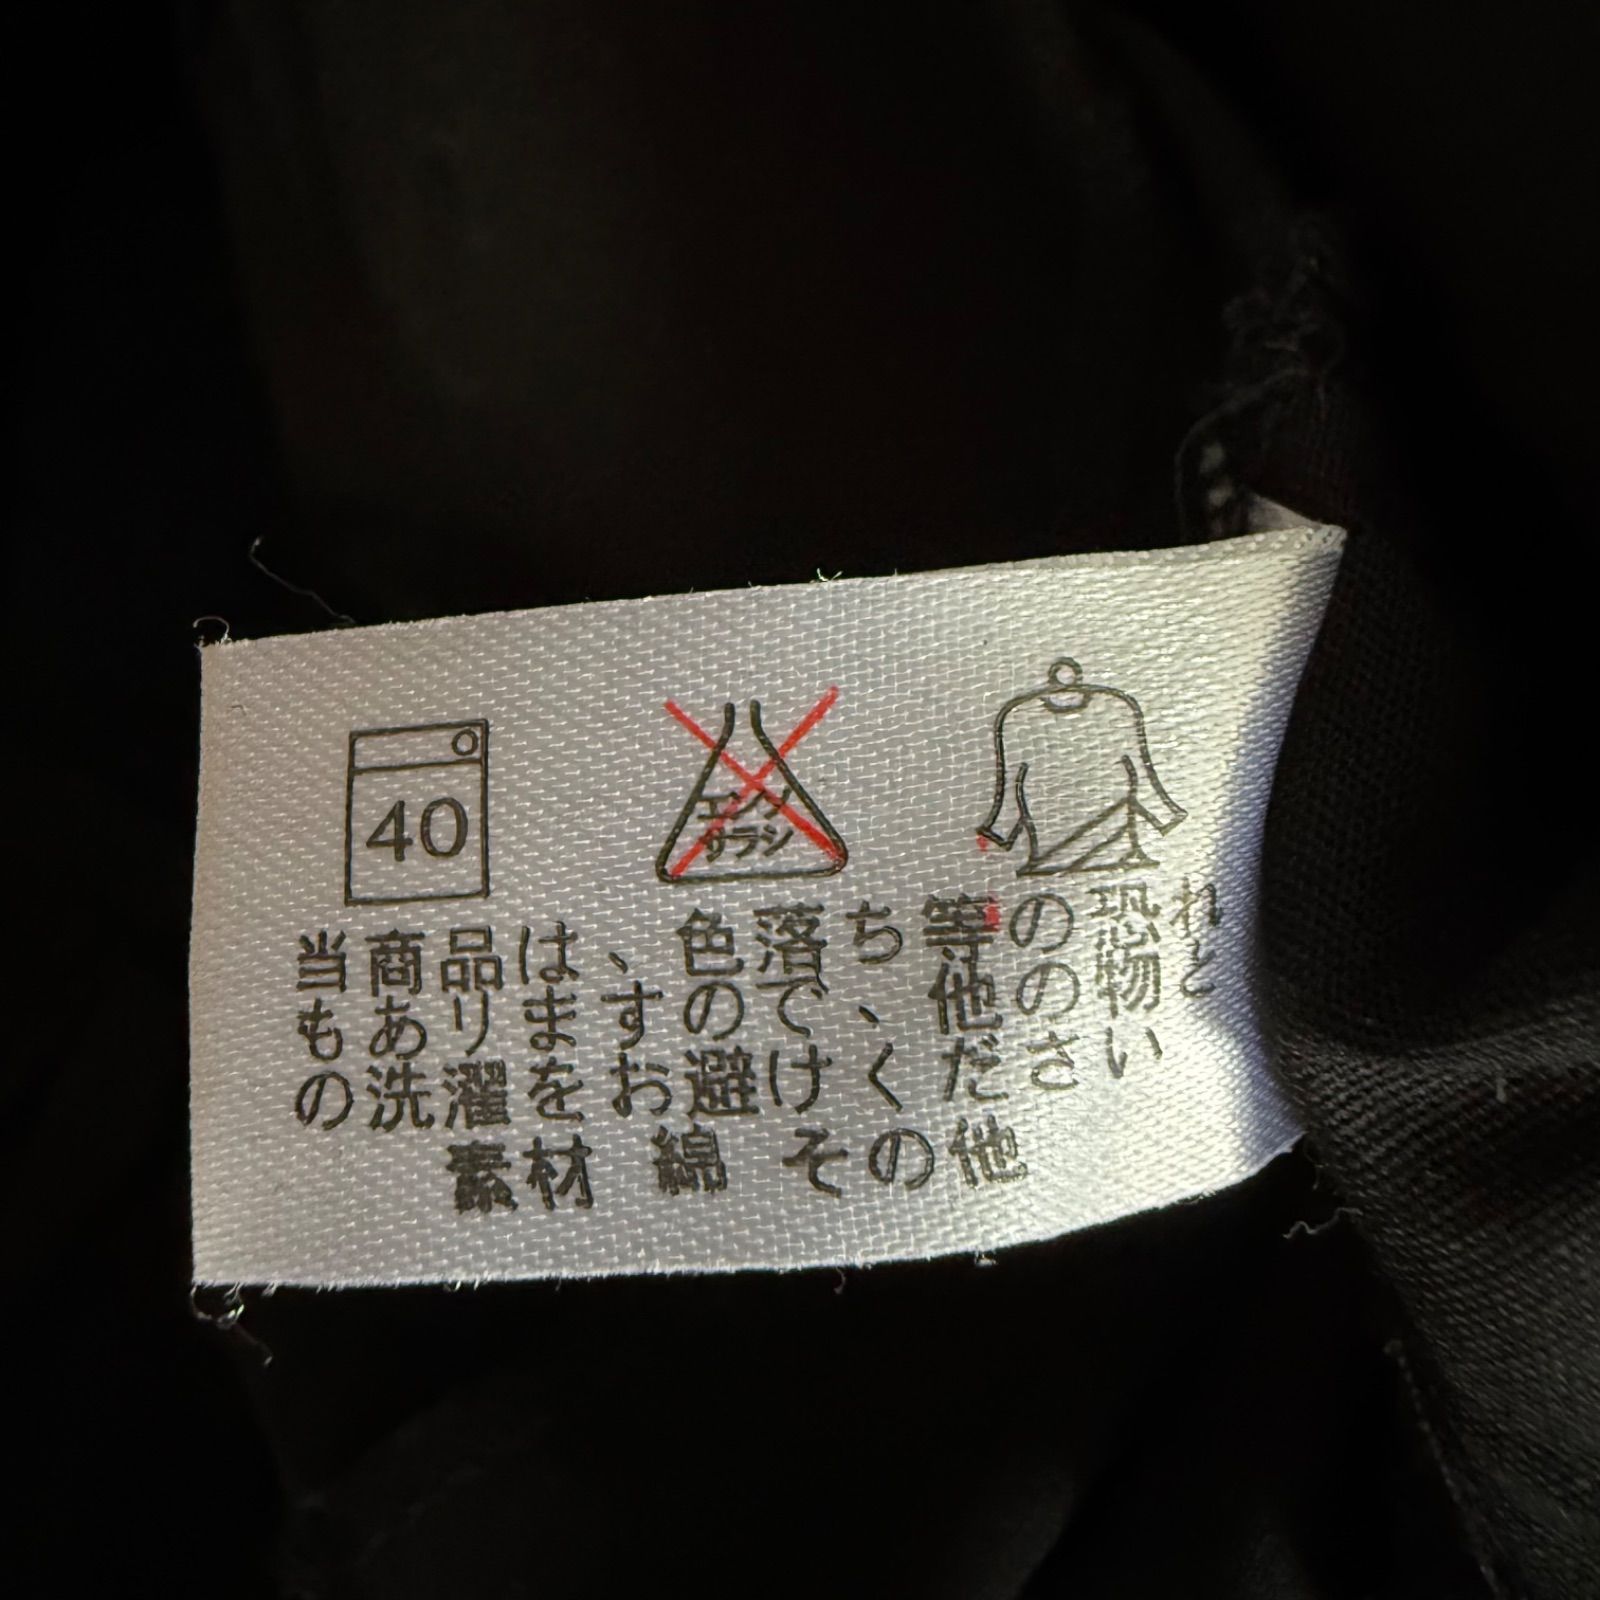 40
エンソ
サラシ
当商品は、色落ち等の恐れ
もあります ので、他の物と
の洗濯をお避けください
素材 綿 その他